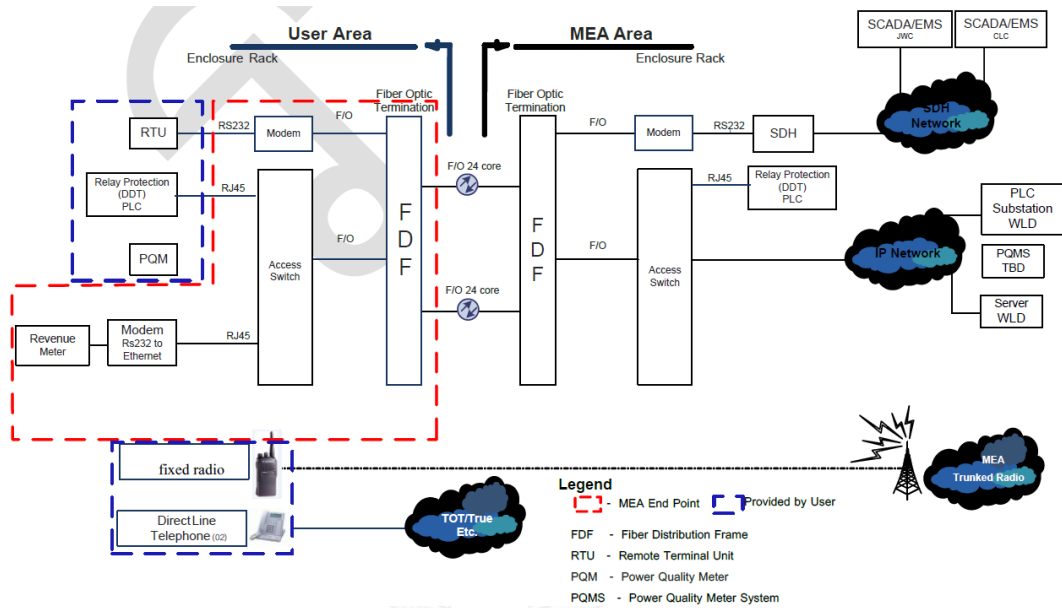 User Area
MEA Area
Enclosure Rack
Enclosure Rack
SCADA/EMS
JWC
SCADA/EMS
CLC
Fiber Optic
Termination
Fiber Optic
Termination
RTU
RS232
Modem
F/O
F/O
Modem
RS232
SDH
SDH
Network
Relay Protection
(DDT)
PLC
RJ45
F/O 24 core
RJ45
Relay Protection
(DDT)
PLC
PLC
Substation
WLD
F
D
F
F
D
F
F/O
F/O
PQM
Access
Switch
Access
Switch
IP Network
PQMS
TBD
F/O 24 core
Server
WLD
Revenue
Meter
Modem
Rs232 to
Ethernet
RJ45
fixed radio
MEA
Trunked Radio
Direct Line
Telephone (02)
TOT/True
Etc.
Legend
- MEA End Point
Provided by User
FDF - Fiber Distribution Frame
RTU - Remote Terminal Unit
PQM - Power Quality Meter
PQMS - Power Quality Meter System